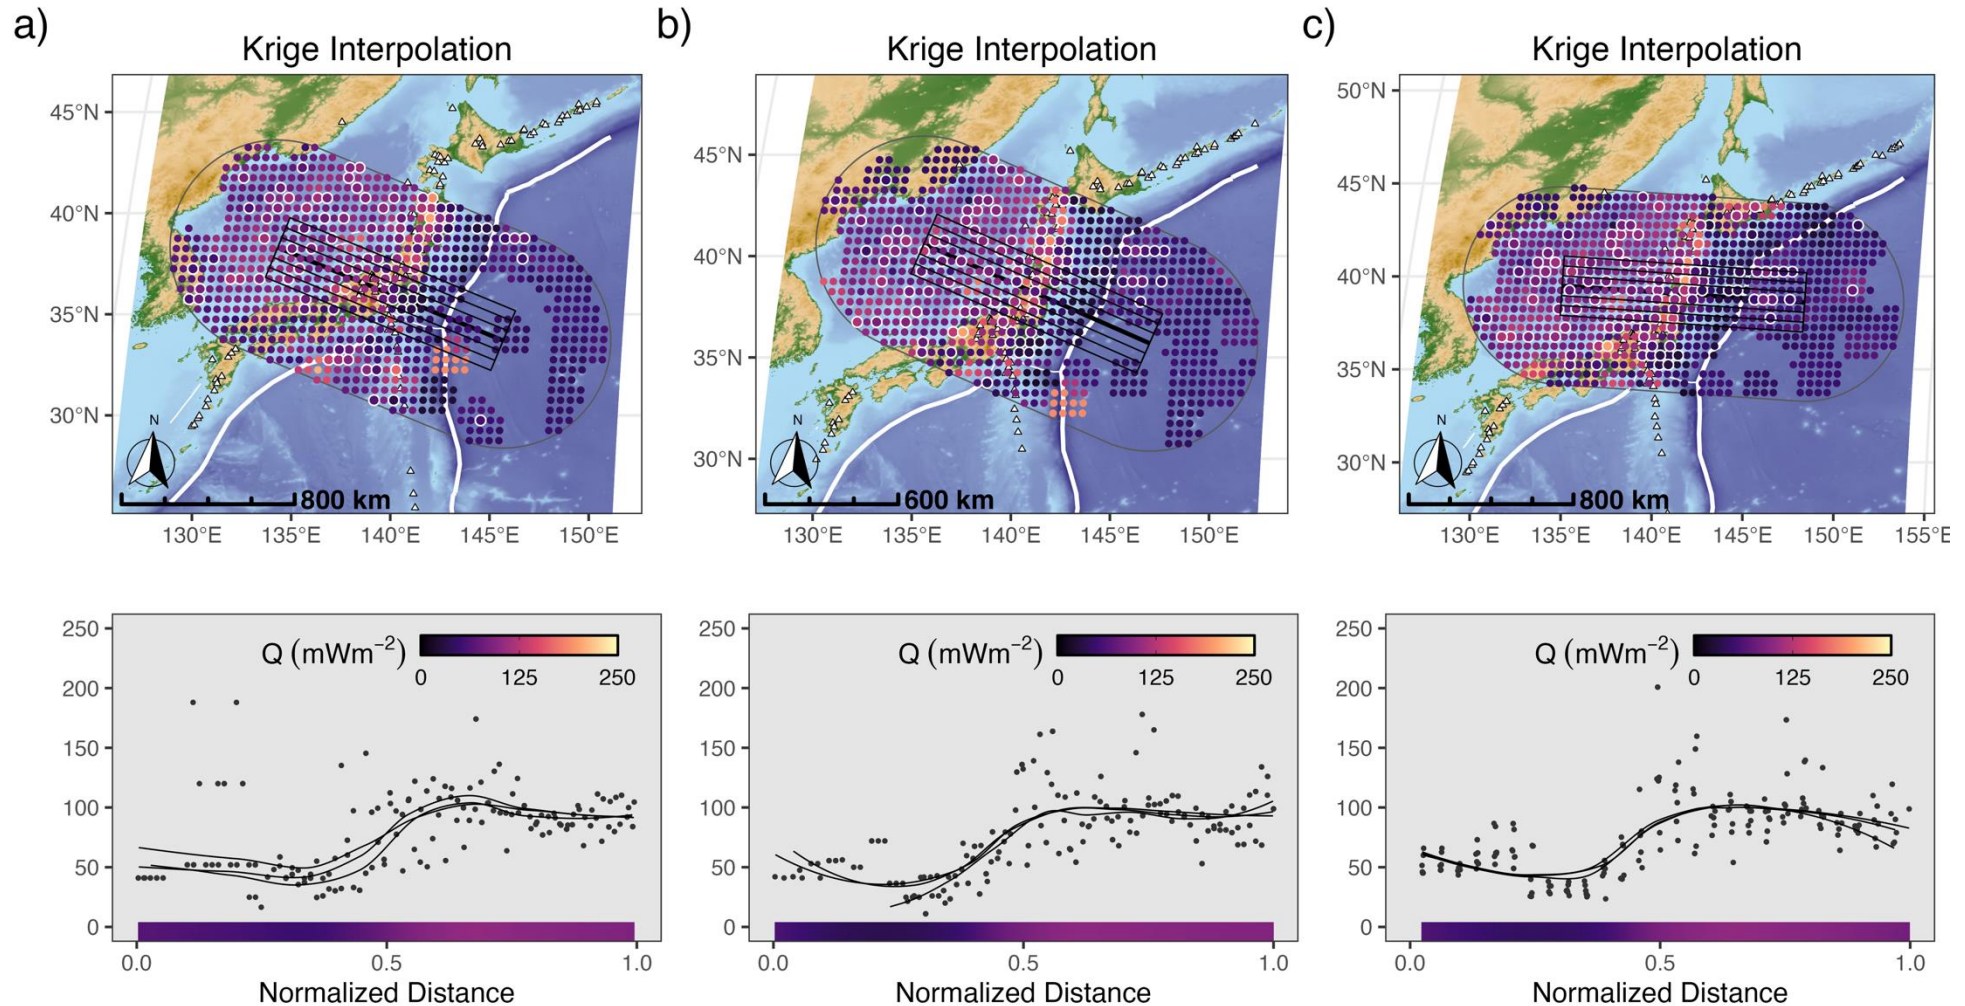 a)
Krige Interpolation
45°N
40°N
35°N
30°N
N
800 km
130°E 135°E 140°E 145°E 150°E
b)
Krige Interpolation
45°N
40°N
35°N
30°N
N
600 km
130°E 135°E 140°E 145°E 150°E
c)
Krige Interpolation
50°N
45°N
40°N
35°N
30°N
N
800 km
130°E 135°E 140°E 145°E 150°E 155°E
250
200
150
100
50
0
Q (mWm⁻²)
0 125 250
0.0 0.5 1.0
Normalized Distance
250
200
150
100
50
0
Q (mWm⁻²)
0 125 250
0.0 0.5 1.0
Normalized Distance
250
200
150
100
50
0
Q (mWm⁻²)
0 125 250
0.0 0.5 1.0
Normalized Distance